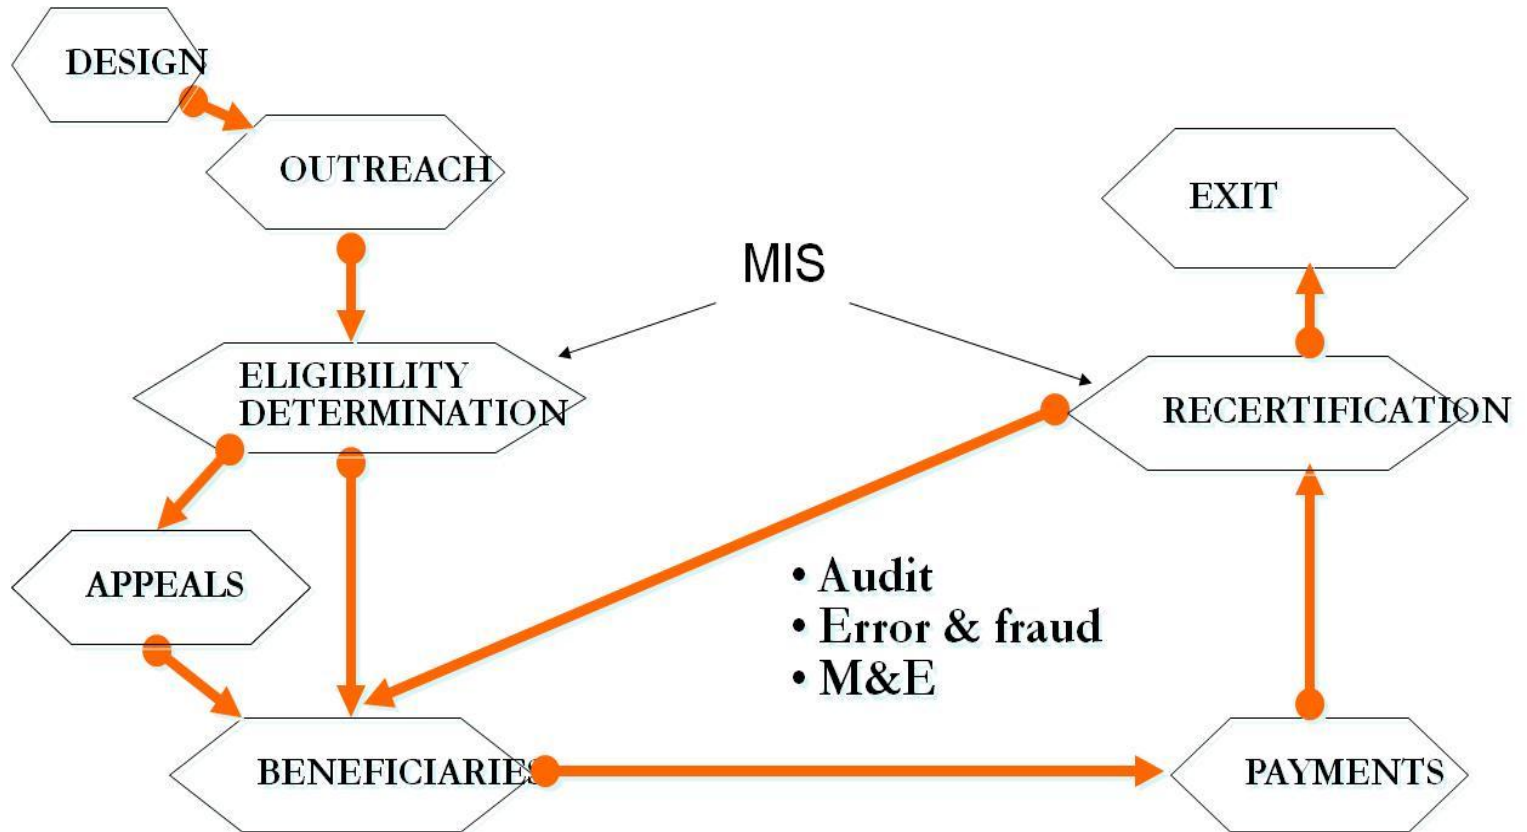 DESIGN
OUTREACH
EXIT
MIS
ELIGIBILITY
DETERMINATION
RECERTIFICATION
APPEALS
• Audit
• Error & fraud
• M&E
BENEFICIARIES
PAYMENTS